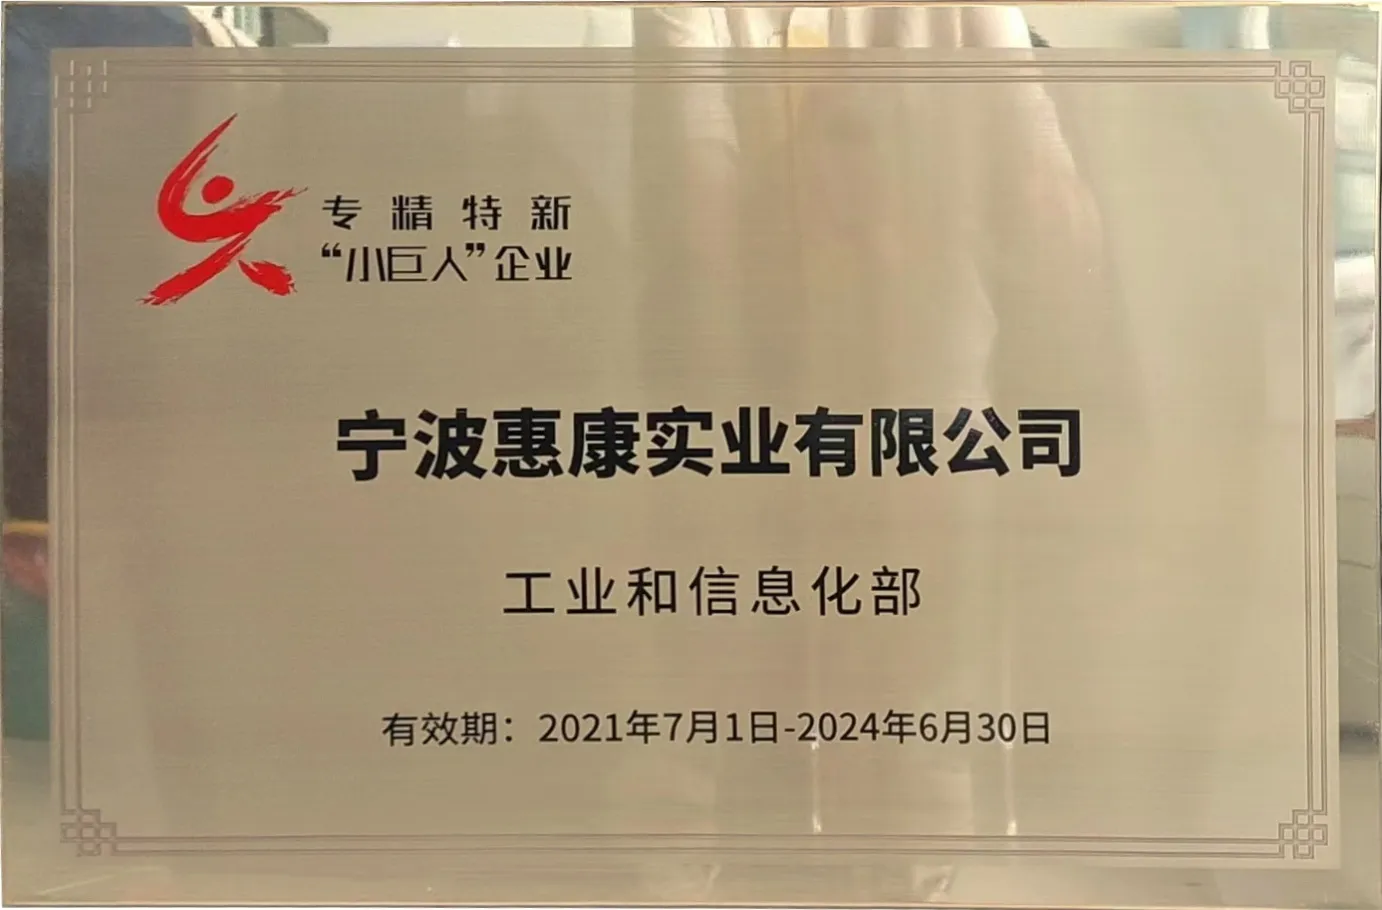 专精特新
“小巨人”企业
宁波惠康实业有限公司
工业和信息化部
有效期：2021年7月1日-2024年6月30日